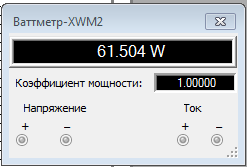 Ваттметр-XWM2
61.504 W
Коэффициент мощности: 1.00000
Напряжение Ток
+ − + −